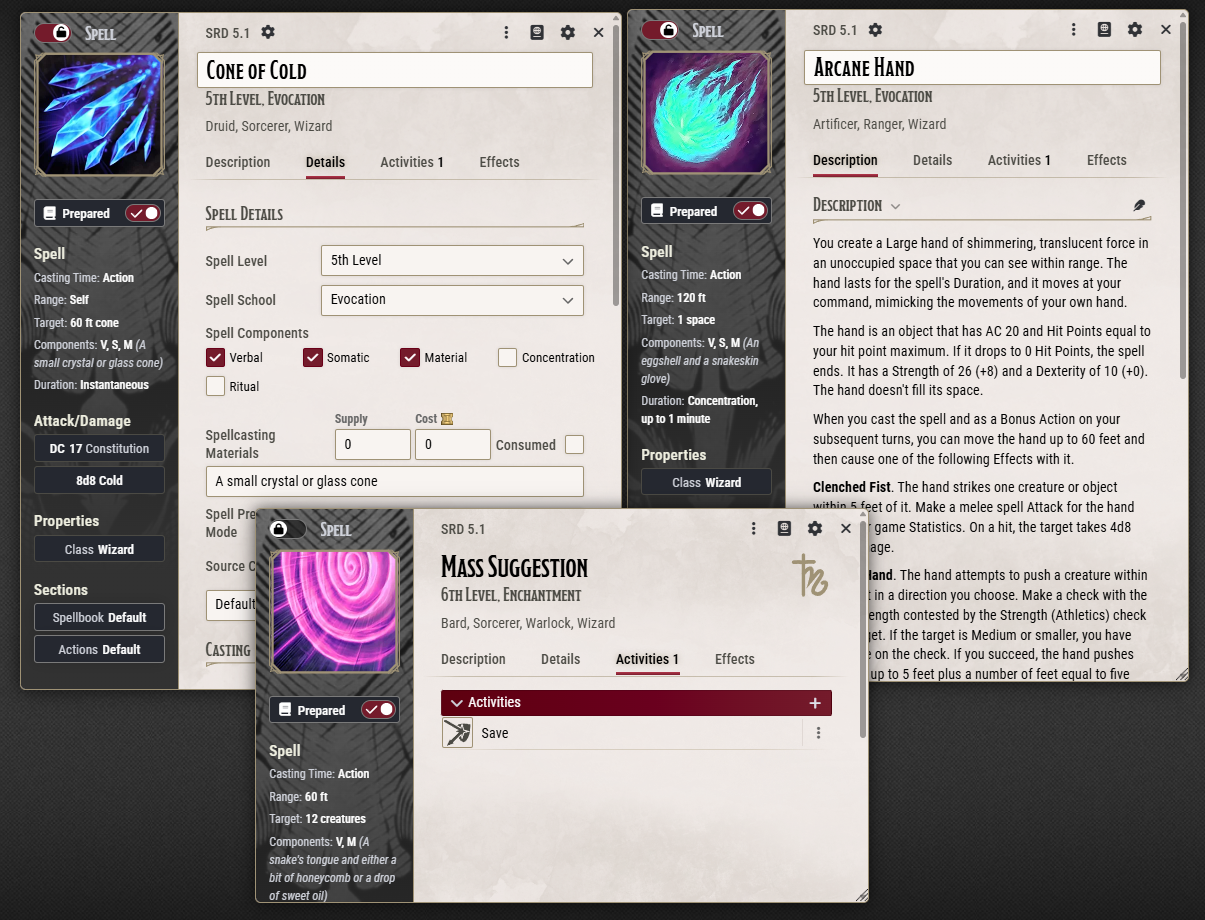 Spell
SRD 5.1
Cone of Cold
5th Level, Evocation
Druid, Sorcerer, Wizard
Description Details Activities 1 Effects
Prepared
Spell
Casting Time: Action
Range: Self
Target: 60 ft cone
Components: V, S, M (A
small crystal or glass cone)
Duration: Instantaneous
Attack/Damage
DC 17 Constitution
8d8 Cold
Properties
Class Wizard
Sections
Spellbook Default
Actions Default
Spell Details
Spell Level 5th Level
Spell School Evocation
Spell Components
Verbal Somatic Material Concentration
Ritual
Supply Cost
Spellcasting
Materials 0 0 Consumed
A small crystal or glass cone
Spell Pre
Mode
Source C
Default
Casting
Spell
SRD 5.1
Arcane Hand
5th Level, Evocation
Artificer, Ranger, Wizard
Description Details Activities 1 Effects
Prepared
Spell
Casting Time: Action
Range: 120 ft
Target: 1 space
Components: V, S, M (An
eggshell and a snakeskin
glove)
Duration: Concentration,
up to 1 minute
Properties
Class Wizard
Description
You create a Large hand of shimmering, translucent force in
an unoccupied space that you can see within range. The
hand lasts for the spell's Duration, and it moves at your
command, mimicking the movements of your own hand.
The hand is an object that has AC 20 and Hit Points equal to
your hit point maximum. If it drops to 0 Hit Points, the spell
ends. It has a Strength of 26 (+8) and a Dexterity of 10 (+0).
The hand doesn't fill its space.
When you cast the spell and as a Bonus Action on your
subsequent turns, you can move the hand up to 60 feet and
then cause one of the following Effects with it.
Clenched Fist. The hand strikes one creature or object
within 5 feet of it. Make a melee spell Attack for the hand
game Statistics. On a hit, the target takes 4d8
age.
Hand. The hand attempts to push a creature within
t in a direction you choose. Make a check with the
ength contested by the Strength (Athletics) check
get. If the target is Medium or smaller, you have
e on the check. If you succeed, the hand pushes
up to 5 feet plus a number of feet equal to five
Spell
SRD 5.1
Mass Suggestion
6th Level, Enchantment
Bard, Sorcerer, Warlock, Wizard
Description Details Activities 1 Effects
Prepared
Spell
Casting Time: Action
Range: 60 ft
Target: 12 creatures
Components: V, M (A
snake's tongue and either a
bit of honeycomb or a drop
of sweet oil)
Activities
Save